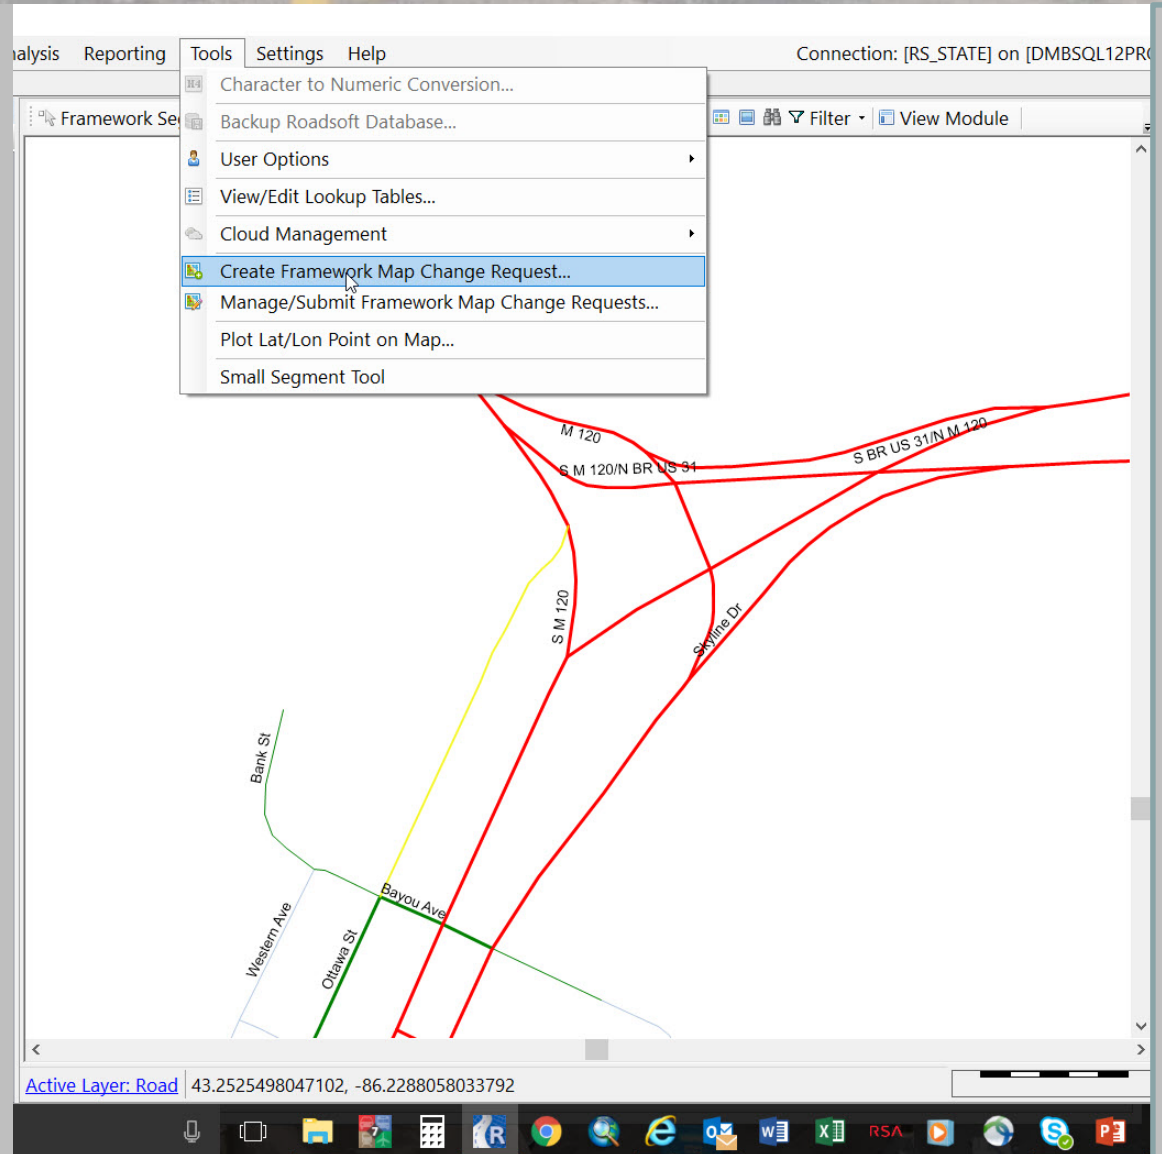 nalysis Reporting Tools Settings Help Connection: [RS_STATE] on [DMBSQL12PRO
Framework Se Filter View Module
Character to Numeric Conversion...
Backup Roadsoft Database...
User Options
View/Edit Lookup Tables...
Cloud Management
Create Framework Map Change Request...
Manage/Submit Framework Map Change Requests...
Plot Lat/Lon Point on Map...
Small Segment Tool
M 120
S BR US 31/N M 120
S M 120/N BR US 31
S M 120
Skyline Dr
Bank St
Bayou Ave
Western Ave
Ottawa St
Active Layer: Road 43.2525498047102, -86.2288058033792
7 R RSA